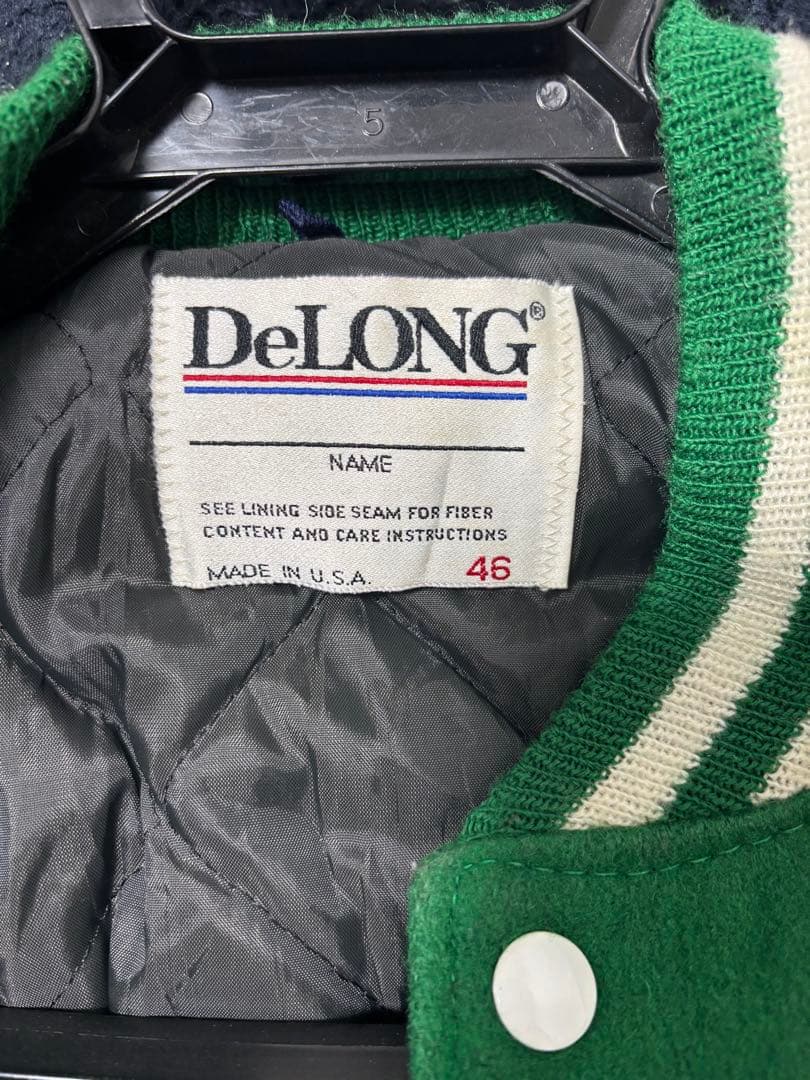 5
DeLONG®
NAME
SEE LINING SIDE SEAM FOR FIBER
CONTENT AND CARE INSTRUCTIONS
MADE IN U.S.A. 46